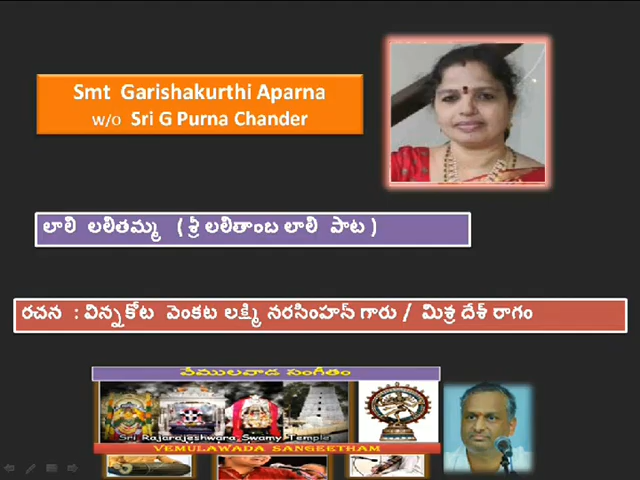 Smt Garishakurthi Aparna
w/o Sri G Purna Chander
లాలి లలితమ్మ ( శ్రీ లలితాంబ లాలి పాట )
రచన : విన్నకోట వెంకట లక్ష్మి నరసింహన్ గారు / మిశ్ర దేశ్ రాగం
వేములవాడ సంగీతం
Sri Rajarajeshwara Swamy Temple
VEMULAWADA SANGEETHAM